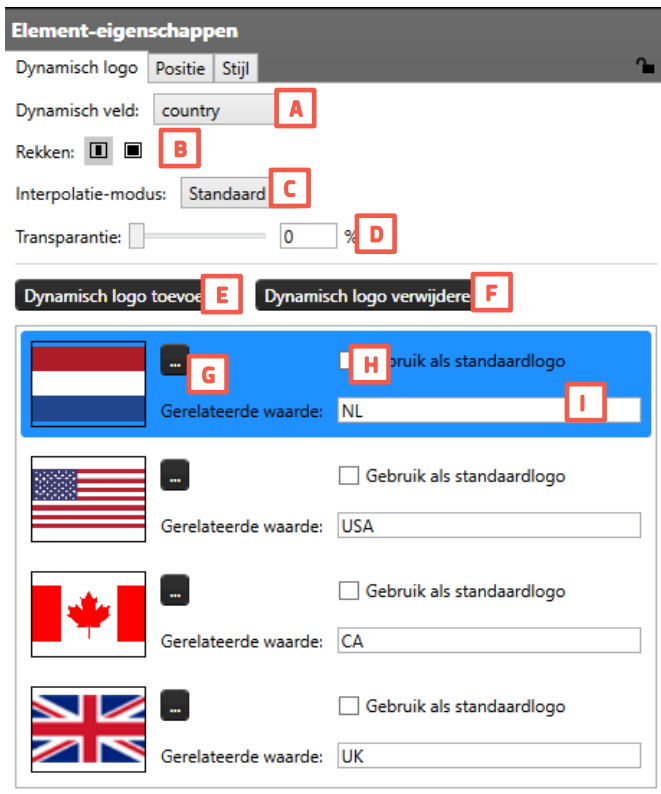 Element-eigenschappen
Dynamisch logo Positie Stijl
Dynamisch veld: country A
Rekken: B
Interpolatie-modus: Standaard C
Transparantie: 0 % D
Dynamisch logo toevoe E Dynamisch logo verwijdere F
... G H bruik als standaardlogo
Gerelateerde waarde: NL I
... Gebruik als standaardlogo
Gerelateerde waarde: USA
... Gebruik als standaardlogo
Gerelateerde waarde: CA
... Gebruik als standaardlogo
Gerelateerde waarde: UK